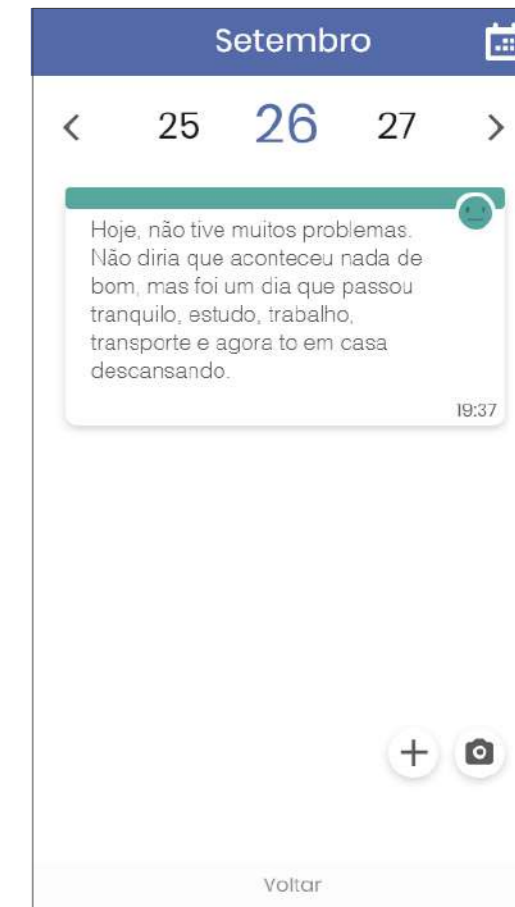 Setembro
25 26 27
Hoje, não tive muitos problemas.
Não diria que aconteceu nada de
bom, mas foi um dia que passou
tranquilo, estudo, trabalho,
transporte e agora to em casa
descansando.
19:37
Voltar